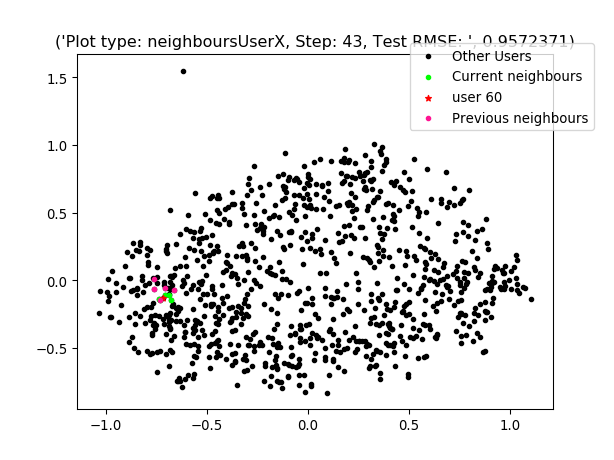 ('Plot type: neighboursUserX, Step: 43, Test RMSE: ', 0.9572371)
Other Users
Current neighbours
user 60
Previous neighbours
1.5
1.0
0.5
0.0
−0.5
−1.0 −0.5 0.0 0.5 1.0